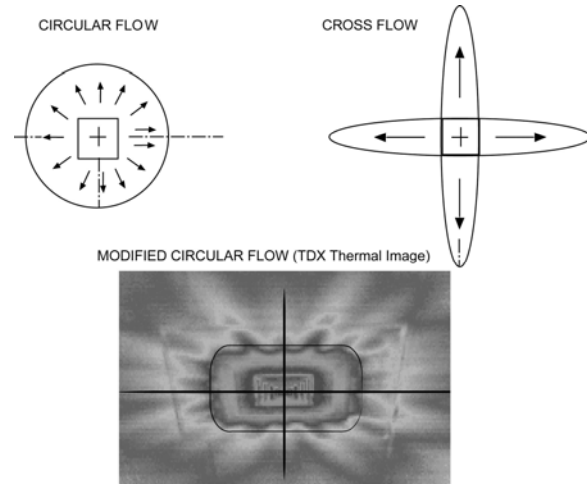 CIRCULAR FLOW
CROSS FLOW
MODIFIED CIRCULAR FLOW (TDX Thermal Image)